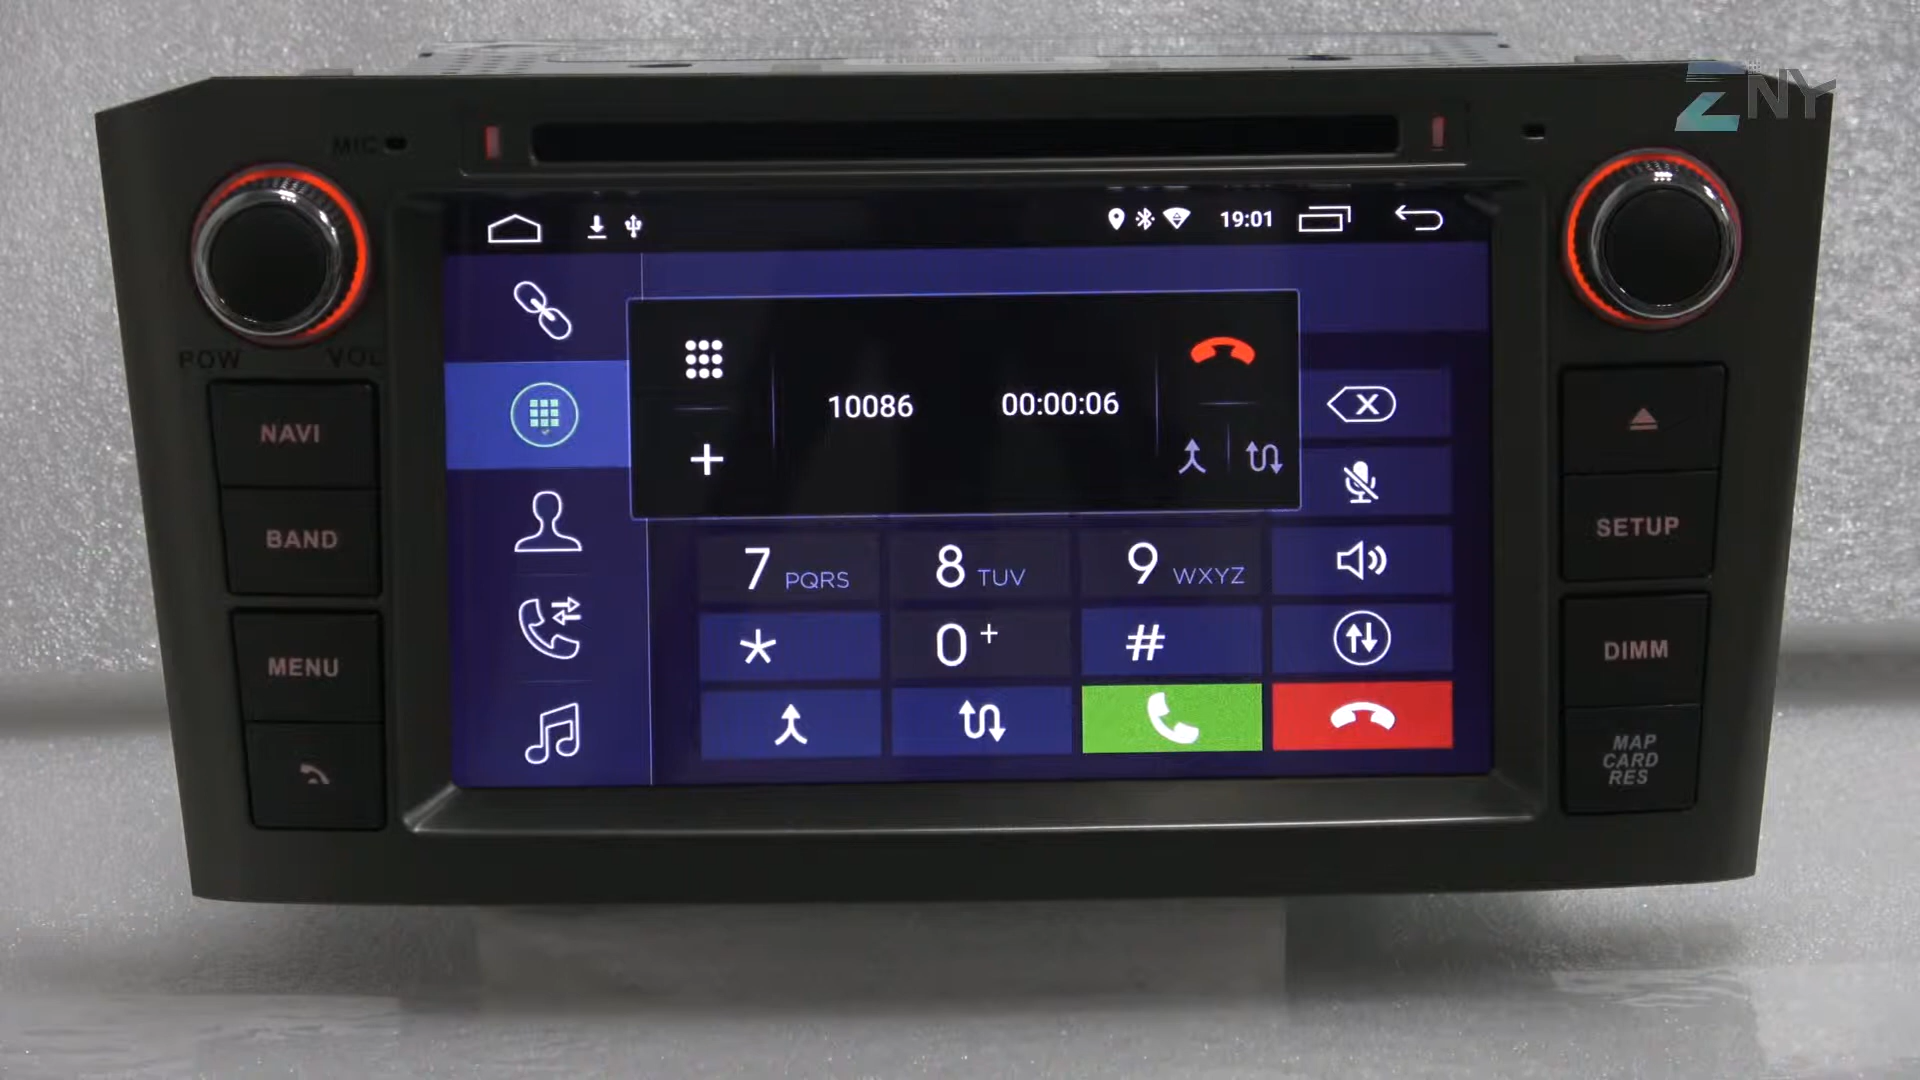 ZNY
MIC
19:01
POW VOL
10086 00:00:06
NAVI
BAND
MENU
7 PQRS 8 TUV 9 WXYZ
* 0 + #
SETUP
DIMM
MAP
CARD
RES